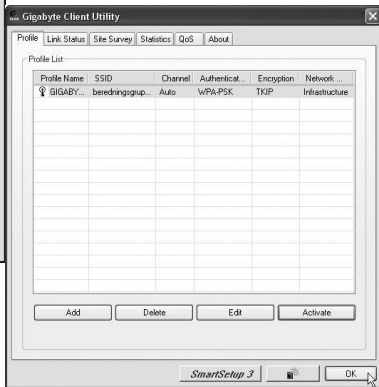 Gigabyte Client Utility
Profile Link Status Site Survey Statistics QoS About
Profile List
Profile Name SSID Channel Authenticat... Encryption Network ...
GIGABY... beredningsgrup... Auto WPA-PSK TKIP Infrastructure
Add Delete Edit Activate
SmartSetup 3 OK